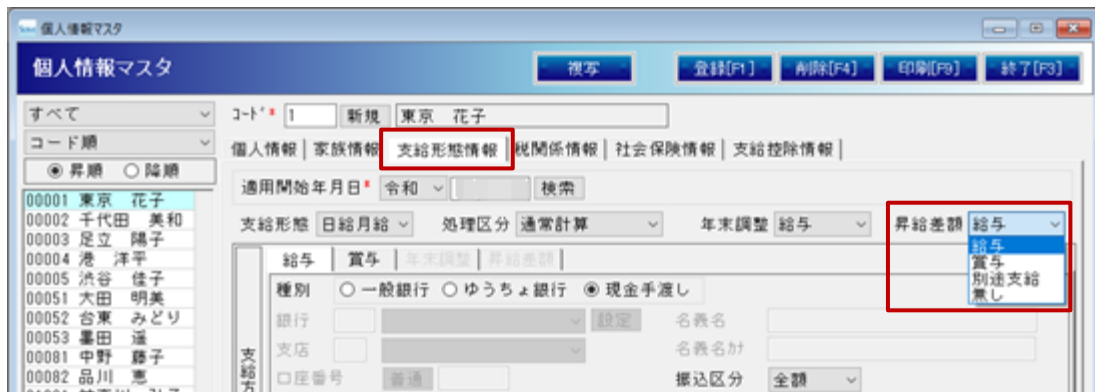 個人情報マスタ
個人情報マスタ 複写 登録[F1] 削除[F4] 印刷[F9] 終了[F3]
すべて コード* 1 新規 東京 花子
コード順 個人情報 家族情報 支給形態情報 税関係情報 社会保険情報 支給控除情報
昇順 降順 適用開始年月日* 令和 検索
00001 東京 花子
00002 千代田 美和 支給形態 日給月給 処理区分 通常計算 年末調整 給与 昇給差額 給与
00003 足立 陽子 給与
00004 港 洋平 給与 賞与 年末調整 昇給差額 賞与
00005 渋谷 佳子 種別 一般銀行 ゆうちょ銀行 現金手渡し 別途支給
00051 大田 明美 無し
00052 台東 みどり 銀行 設定 名義名
00053 墨田 遥
00081 中野 藤子 支店 名義名カナ
00082 品川 恵 口座番号 普通 振込区分 全額
支給方